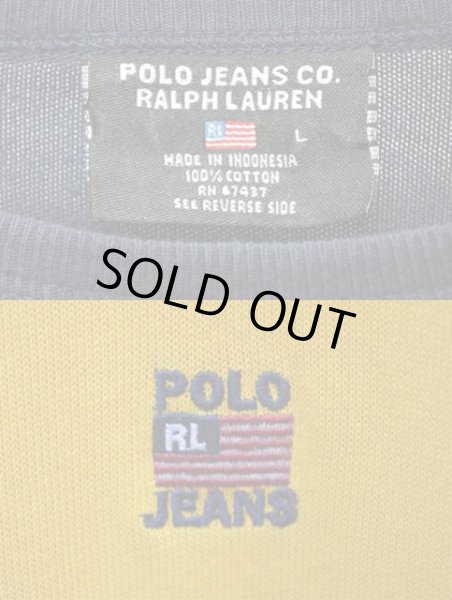 POLO JEANS CO.
RALPH LAUREN
RL L
MADE IN INDONESIA
100% COTTON
RN 67437
SEE REVERSE SIDE
SOLD OUT
POLO
RL
JEANS